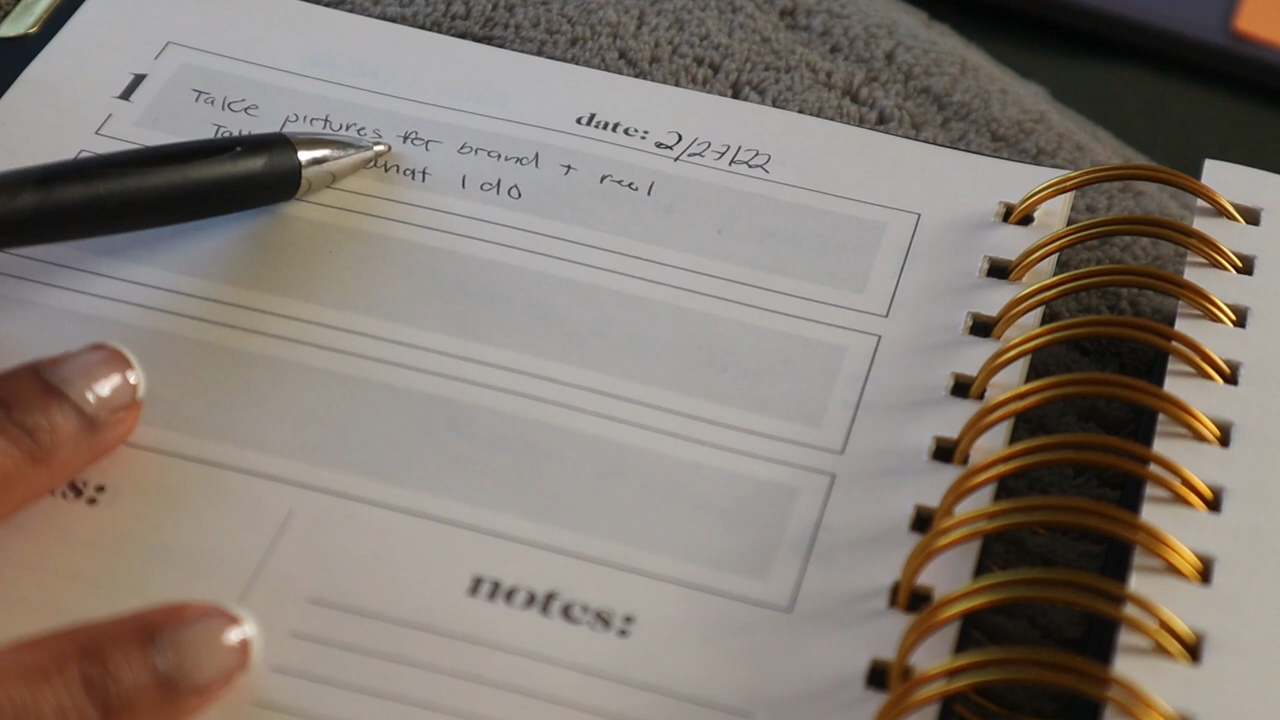 date: 2/27/22
1
Take pictures for brand + reel
what I do
notes: